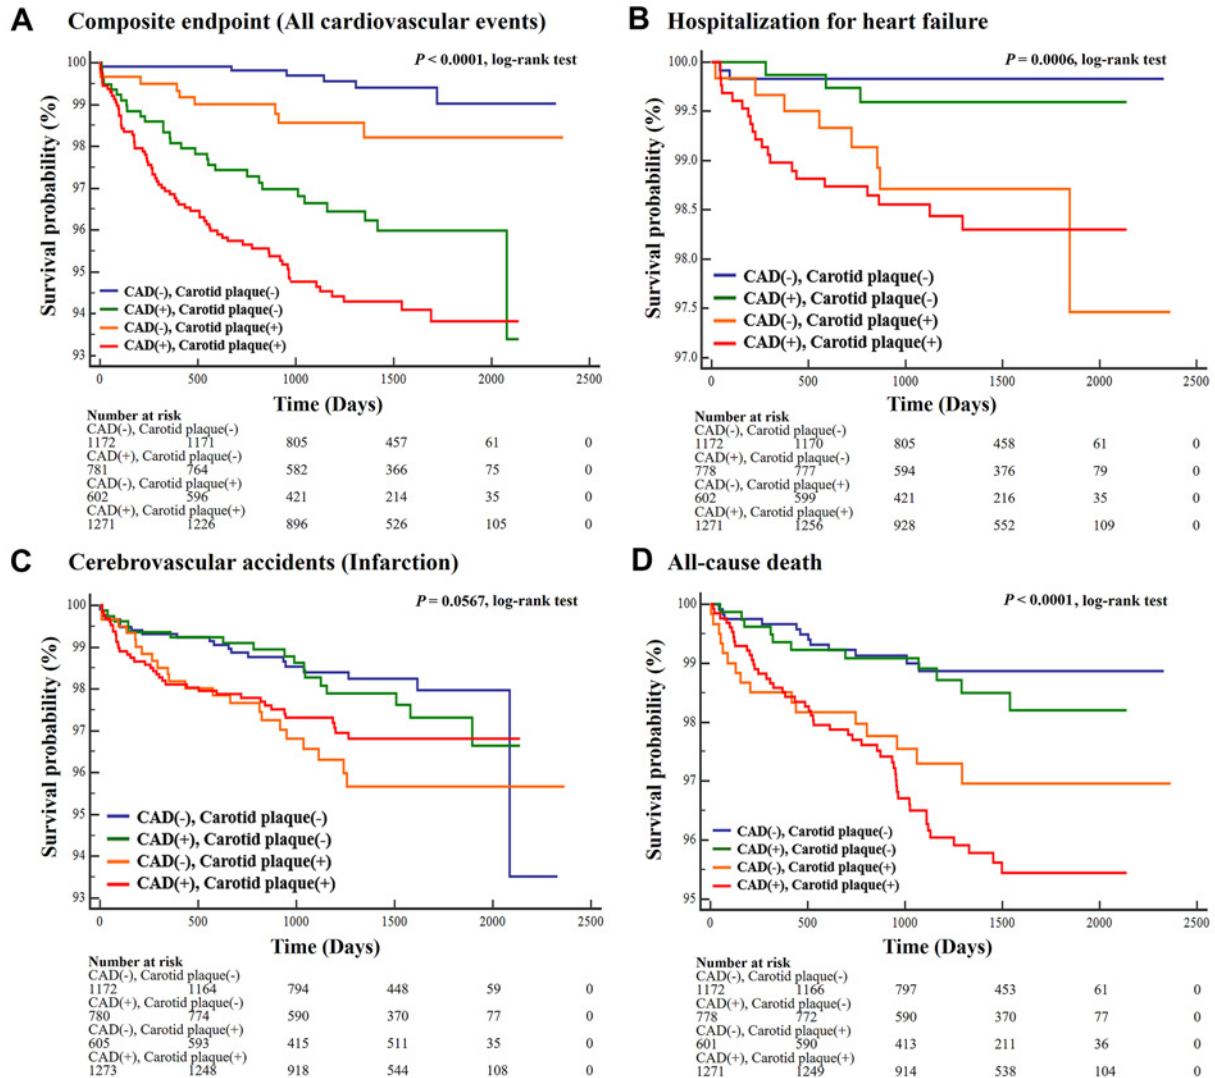 A Composite endpoint (All cardiovascular events)
P < 0.0001, log-rank test
Survival probability (%)
100
99
98
97
96
95
94
93
CAD(-), Carotid plaque(-)
CAD(+), Carotid plaque(-)
CAD(-), Carotid plaque(+)
CAD(+), Carotid plaque(+)
0 500 1000 1500 2000 2500
Time (Days)
Number at risk
CAD(-), Carotid plaque(-)
1172 1171 805 457 61 0
CAD(+), Carotid plaque(-)
781 764 582 366 75 0
CAD(-), Carotid plaque(+)
602 596 421 214 35 0
CAD(+), Carotid plaque(+)
1271 1226 896 526 105 0
B Hospitalization for heart failure
P = 0.0006, log-rank test
Survival probability (%)
100.0
99.5
99.0
98.5
98.0
97.5
97.0
CAD(-), Carotid plaque(-)
CAD(+), Carotid plaque(-)
CAD(-), Carotid plaque(+)
CAD(+), Carotid plaque(+)
0 500 1000 1500 2000 2500
Time (Days)
Number at risk
CAD(-), Carotid plaque(-)
1172 1170 805 458 61 0
CAD(+), Carotid plaque(-)
778 777 594 376 79 0
CAD(-), Carotid plaque(+)
602 599 421 216 35 0
CAD(+), Carotid plaque(+)
1271 1256 928 552 109 0
C Cerebrovascular accidents (Infarction)
P = 0.0567, log-rank test
Survival probability (%)
100
99
98
97
96
95
94
93
CAD(-), Carotid plaque(-)
CAD(+), Carotid plaque(-)
CAD(-), Carotid plaque(+)
CAD(+), Carotid plaque(+)
0 500 1000 1500 2000 2500
Time (Days)
Number at risk
CAD(-), Carotid plaque(-)
1172 1164 794 448 59 0
CAD(+), Carotid plaque(-)
780 774 590 370 77 0
CAD(-), Carotid plaque(+)
605 593 415 511 35 0
CAD(+), Carotid plaque(+)
1273 1248 918 544 108 0
D All-cause death
P < 0.0001, log-rank test
Survival probability (%)
100
99
98
97
96
95
CAD(-), Carotid plaque(-)
CAD(+), Carotid plaque(-)
CAD(-), Carotid plaque(+)
CAD(+), Carotid plaque(+)
0 500 1000 1500 2000 2500
Time (Days)
Number at risk
CAD(-), Carotid plaque(-)
1172 1166 797 453 61 0
CAD(+), Carotid plaque(-)
778 772 590 370 77 0
CAD(-), Carotid plaque(+)
601 590 413 211 36 0
CAD(+), Carotid plaque(+)
1271 1249 914 538 104 0